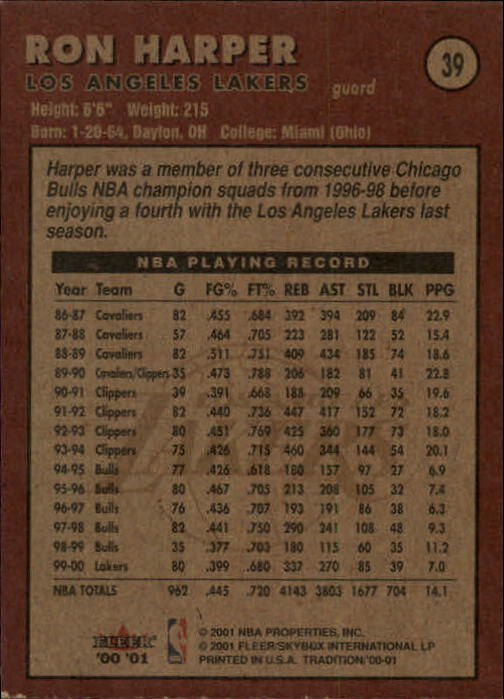 RON HARPER
39
LOS ANGELES LAKERS guard
Height: 6'6" Weight: 215
Born: 1-20-64, Dayton, OH College: Miami (Ohio)
Harper was a member of three consecutive Chicago
Bulls NBA champion squads from 1996-98 before
enjoying a fourth with the Los Angeles Lakers last
season.
NBA PLAYING RECORD
Year Team G FG% FT% REB AST STL BLK PPG
86-87 Cavaliers 82 .455 .684 392 394 209 84 22.9
87-88 Cavaliers 57 .464 .705 223 281 122 52 15.4
88-89 Cavaliers 82 .511 .751 409 434 185 74 18.6
89-90 Cavaliers/Clippers 35 .473 .788 206 182 81 41 22.8
90-91 Clippers 39 .391 .668 188 209 66 35 19.6
91-92 Clippers 82 .440 .736 447 417 152 72 18.2
92-93 Clippers 80 .451 .769 425 360 177 73 18.0
93-94 Clippers 75 .426 .715 460 344 144 54 20.1
94-95 Bulls 77 .426 .618 180 157 97 27 6.9
95-96 Bulls 80 .467 .705 213 208 105 32 7.4
96-97 Bulls 76 .436 .707 193 191 86 38 6.3
97-98 Bulls 82 .441 .750 290 241 108 48 9.3
98-99 Bulls 35 .377 .703 180 115 60 35 11.2
99-00 Lakers 80 .399 .680 337 270 85 39 7.0
NBA TOTALS 962 .445 .720 4143 3803 1677 704 14.1
FLEER
'00 '01
© 2001 NBA PROPERTIES, INC.
© 2001 FLEER/SKYBOX INTERNATIONAL LP
PRINTED IN U.S.A. TRADITION/'00-01